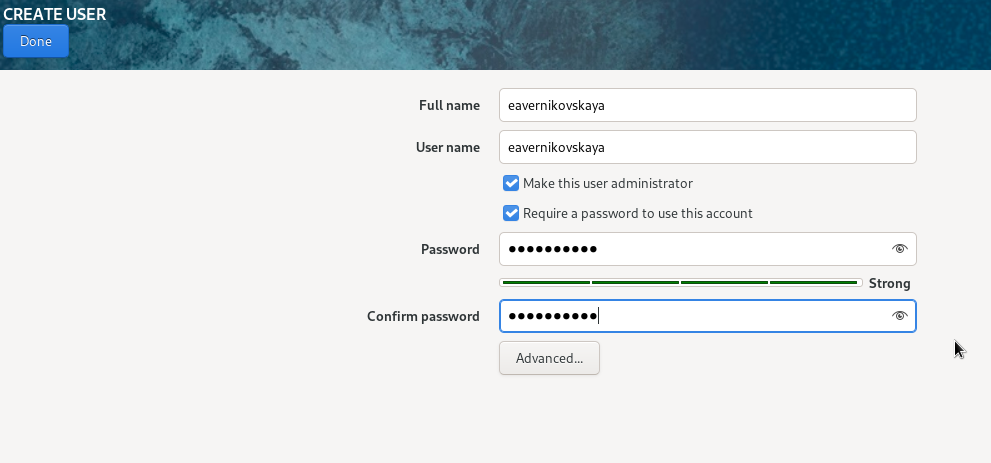 CREATE USER
Done
Full name eavernikovskaya
User name eavernikovskaya
Make this user administrator
Require a password to use this account
Password ●●●●●●●●●●
Strong
Confirm password ●●●●●●●●●●
Advanced...